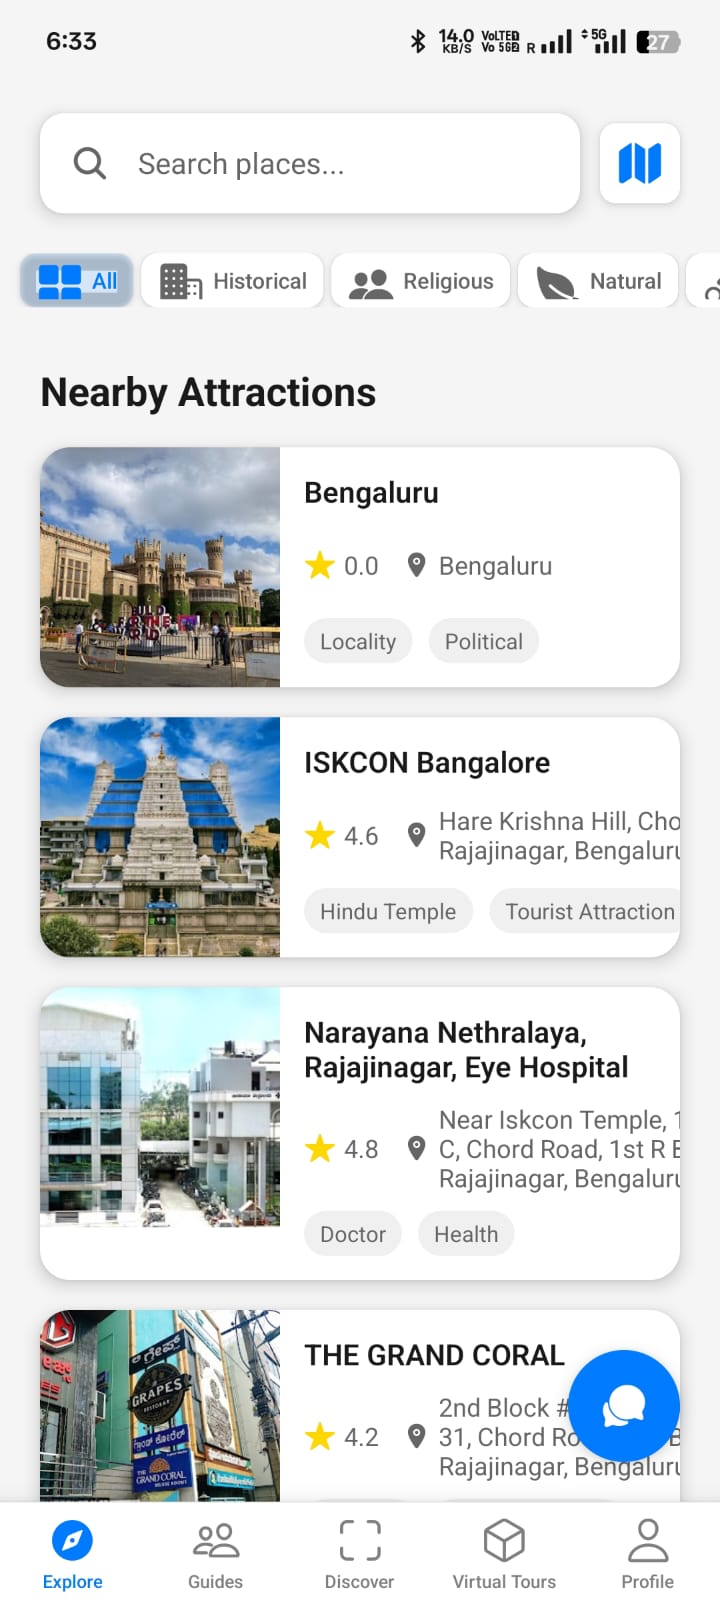 6:33
14.0 KB/S
VoLTE
Vo 5G
R
5G
27
Search places...
All
Historical
Religious
Natural
Nearby Attractions
Bengaluru
0.0
Bengaluru
Locality
Political
BUILD
FOR THE
ISKCON Bangalore
4.6
Hare Krishna Hill, Cho
Rajajinagar, Bengaluru
Hindu Temple
Tourist Attraction
Narayana Nethralaya,
Rajajinagar, Eye Hospital
4.8
Near Iskcon Temple, 1
C, Chord Road, 1st R
Rajajinagar, Bengaluru
Doctor
Health
THE GRAND CORAL
4.2
2nd Block #
31, Chord Ro
Rajajinagar, Bengaluru
GRAPES
RESTOBAR
ಗ್ರಾಂಡ್ ಕೋರೆಲ್
THE
GRAND CORAL
Explore
Guides
Discover
Virtual Tours
Profile